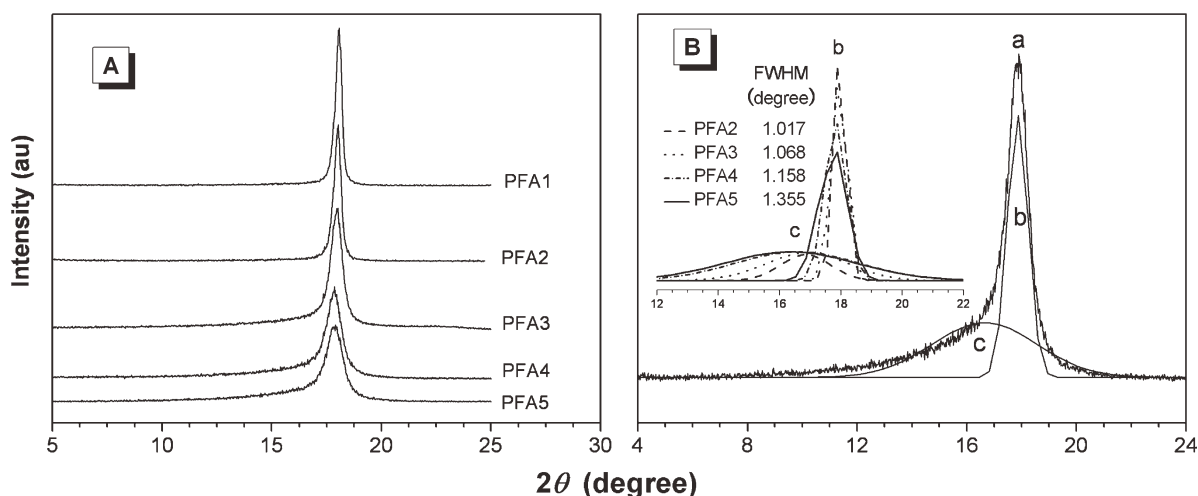 Intensity (au)
A
PFA1
PFA2
PFA3
PFA4
PFA5
5 10 15 20 25 30
B
b
a
FWHM
(degree)
PFA2 1.017
PFA3 1.068
PFA4 1.158
PFA5 1.355
c
b
12 14 16 18 20 22
c
4 8 12 16 20 24
2θ (degree)